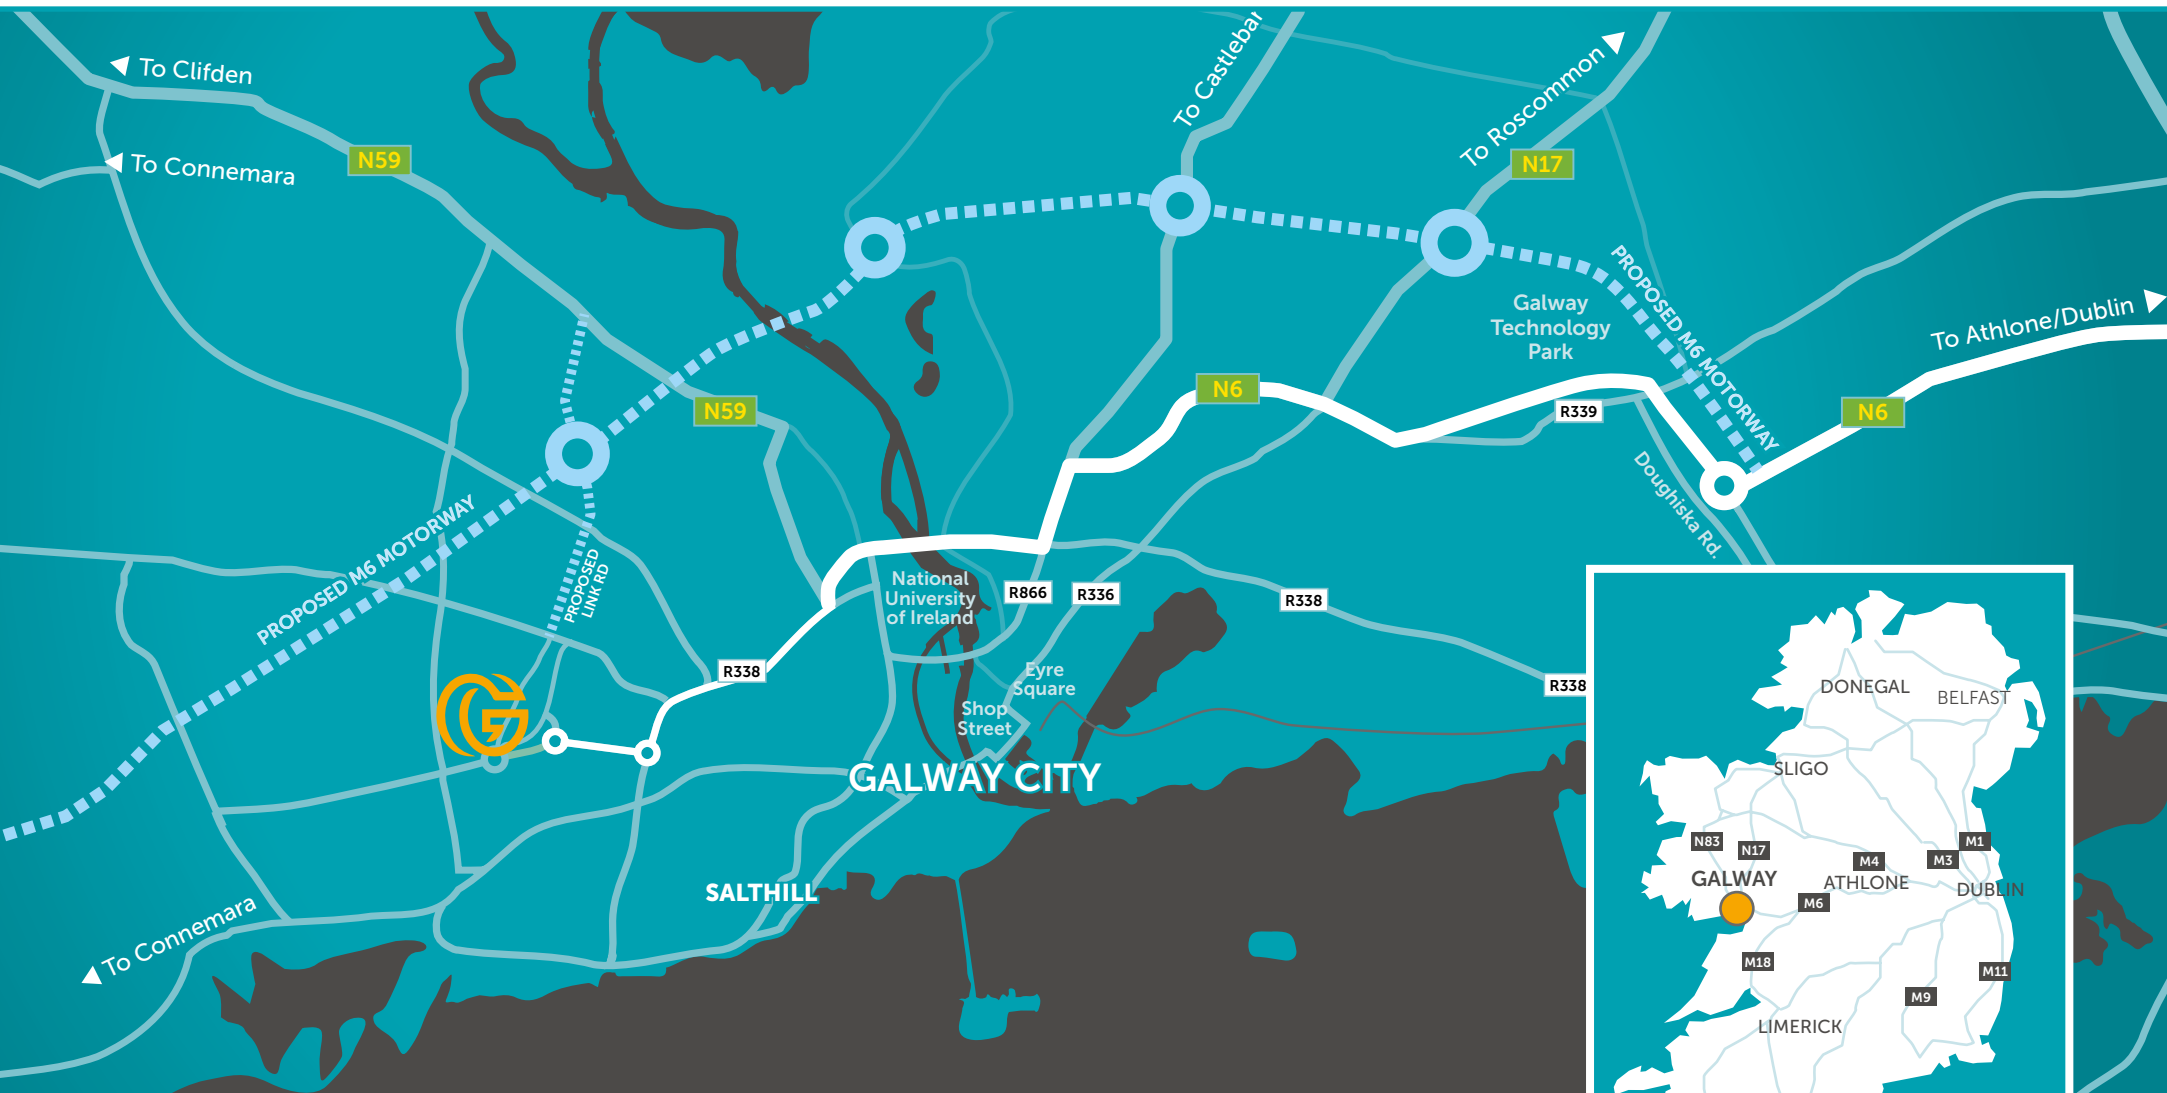 To Clifden
To Connemara
N59
To Castlebar
To Roscommon
N17
PROPOSED M6 MOTORWAY
Galway
Technology
Park
To Athlone/Dublin
N59
N6
R339
N6
Doughiska Rd.
PROPOSED M6 MOTORWAY
PROPOSED
LINK RD
National
University
of Ireland
R866
R336
R338
R338
R338
Eyre
Square
Shop
Street
GALWAY CITY
SALTHILL
To Connemara
DONEGAL
BELFAST
SLIGO
N83
N17
M4
M3
M1
GALWAY
ATHLONE
DUBLIN
M6
M18
M11
M9
LIMERICK